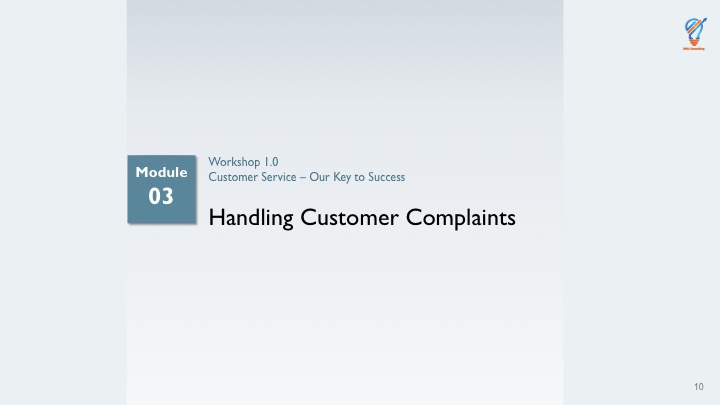 Module
03
Workshop 1.0
Customer Service – Our Key to Success
Handling Customer Complaints
10